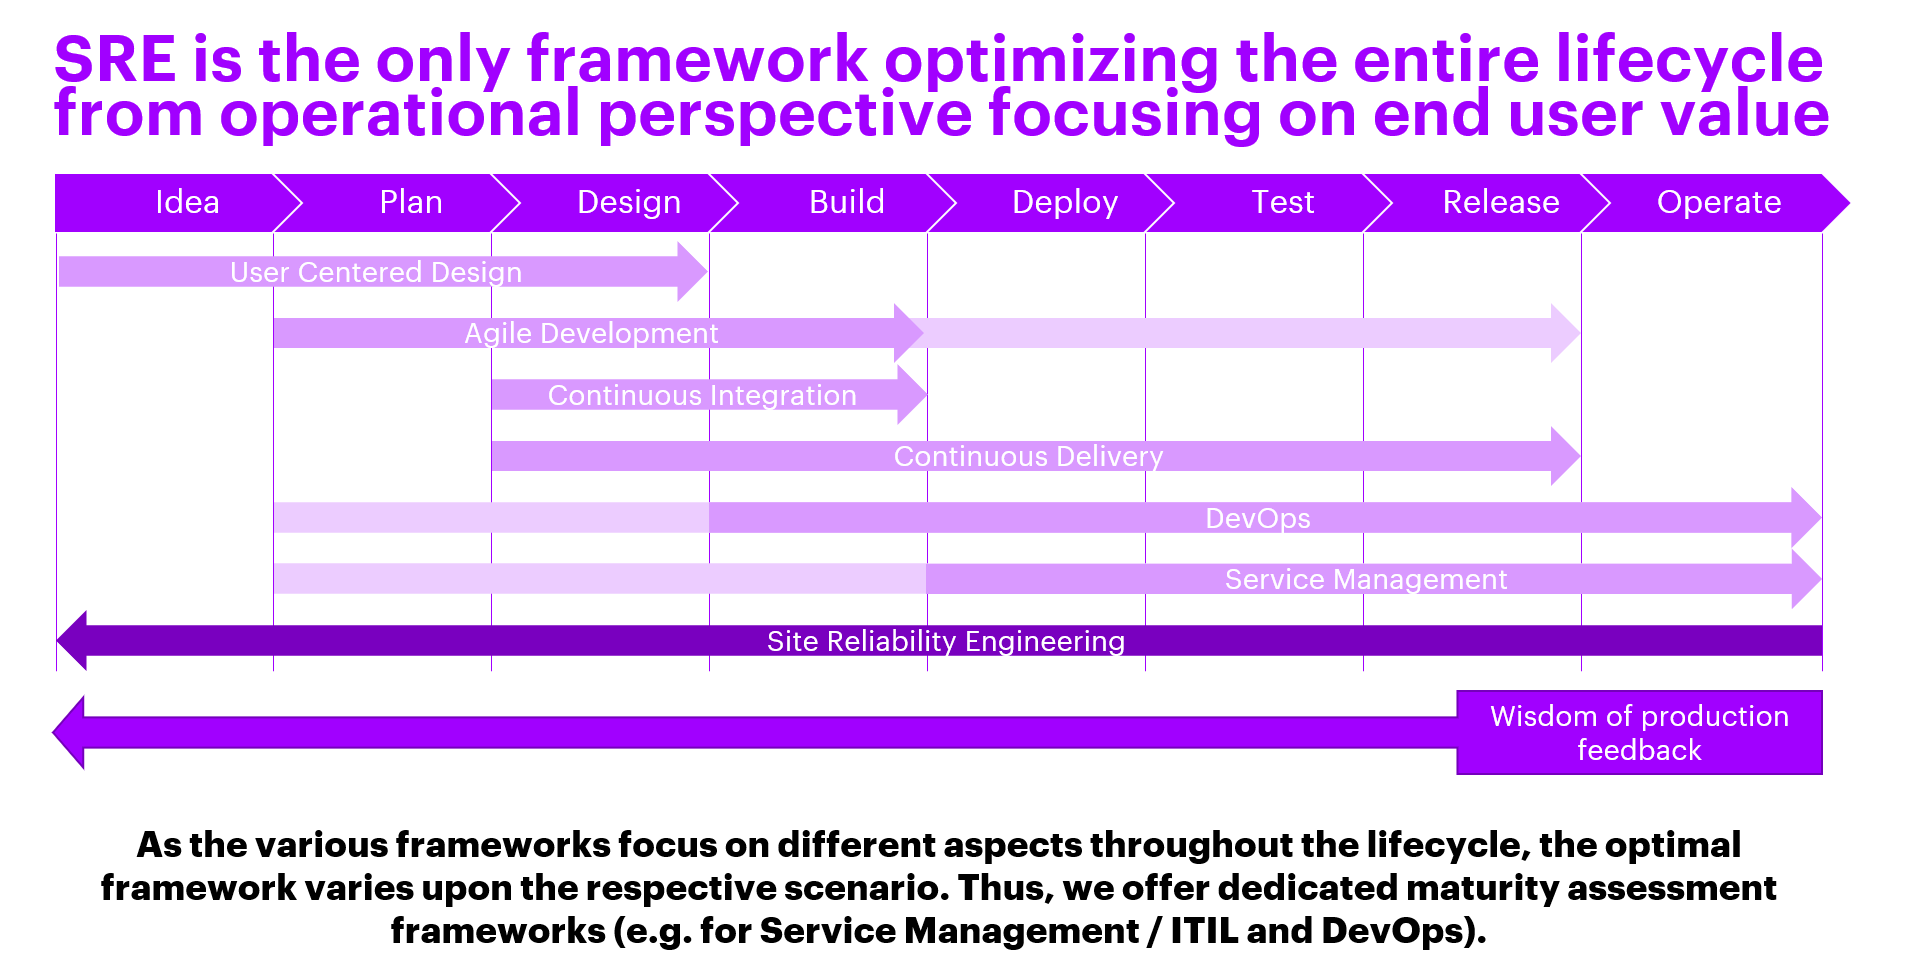 SRE is the only framework optimizing the entire lifecycle
from operational perspective focusing on end user value
Idea
Plan
Design
Build
Deploy
Test
Release
Operate
User Centered Design
Agile Development
Continuous Integration
Continuous Delivery
DevOps
Service Management
Site Reliability Engineering
Wisdom of production
feedback
As the various frameworks focus on different aspects throughout the lifecycle, the optimal
framework varies upon the respective scenario. Thus, we offer dedicated maturity assessment
frameworks (e.g. for Service Management / ITIL and DevOps).